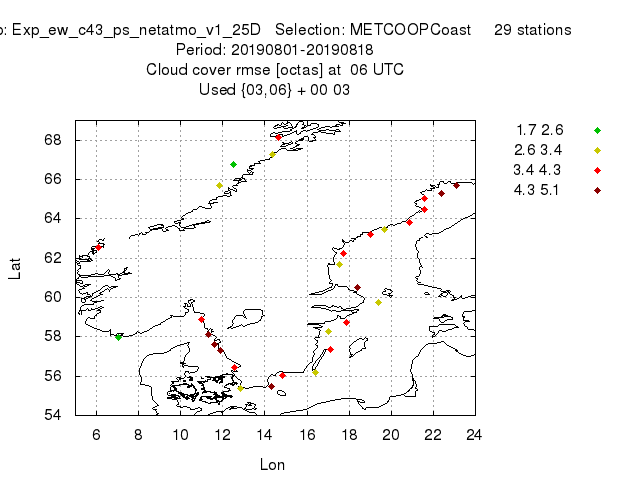 : Exp_ew_c43_ps_netatmo_v1_25D Selection: METCOOPCoast 29 stations
Period: 20190801-20190818
Cloud cover rmse [octas] at 06 UTC
Used {03,06} + 00 03
1.7 2.6
2.6 3.4
3.4 4.3
4.3 5.1
68
66
64
62
60
58
56
54
Lat
6 8 10 12 14 16 18 20 22 24
Lon